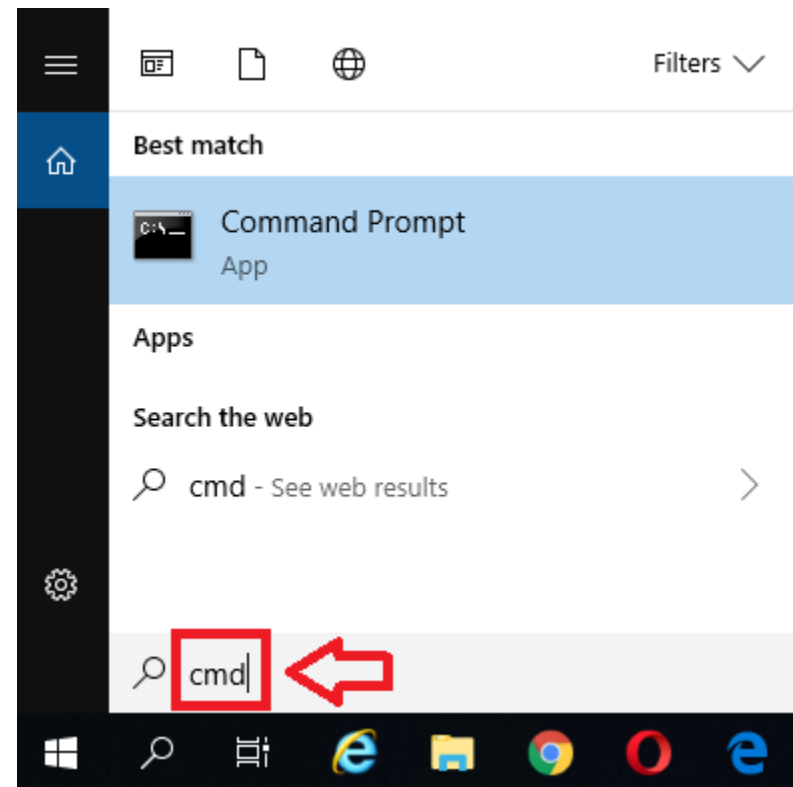 Filters
Best match
C:\_
Command Prompt
App
Apps
Search the web
cmd - See web results
cmd